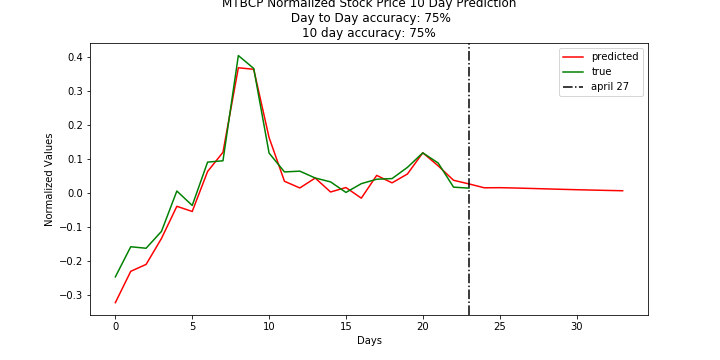 MTBCP Normalized Stock Price 10 Day Prediction
Day to Day accuracy: 75%
10 day accuracy: 75%
predicted
true
april 27
Normalized Values
0.4
0.3
0.2
0.1
0.0
−0.1
−0.2
−0.3
0 5 10 15 20 25 30
Days